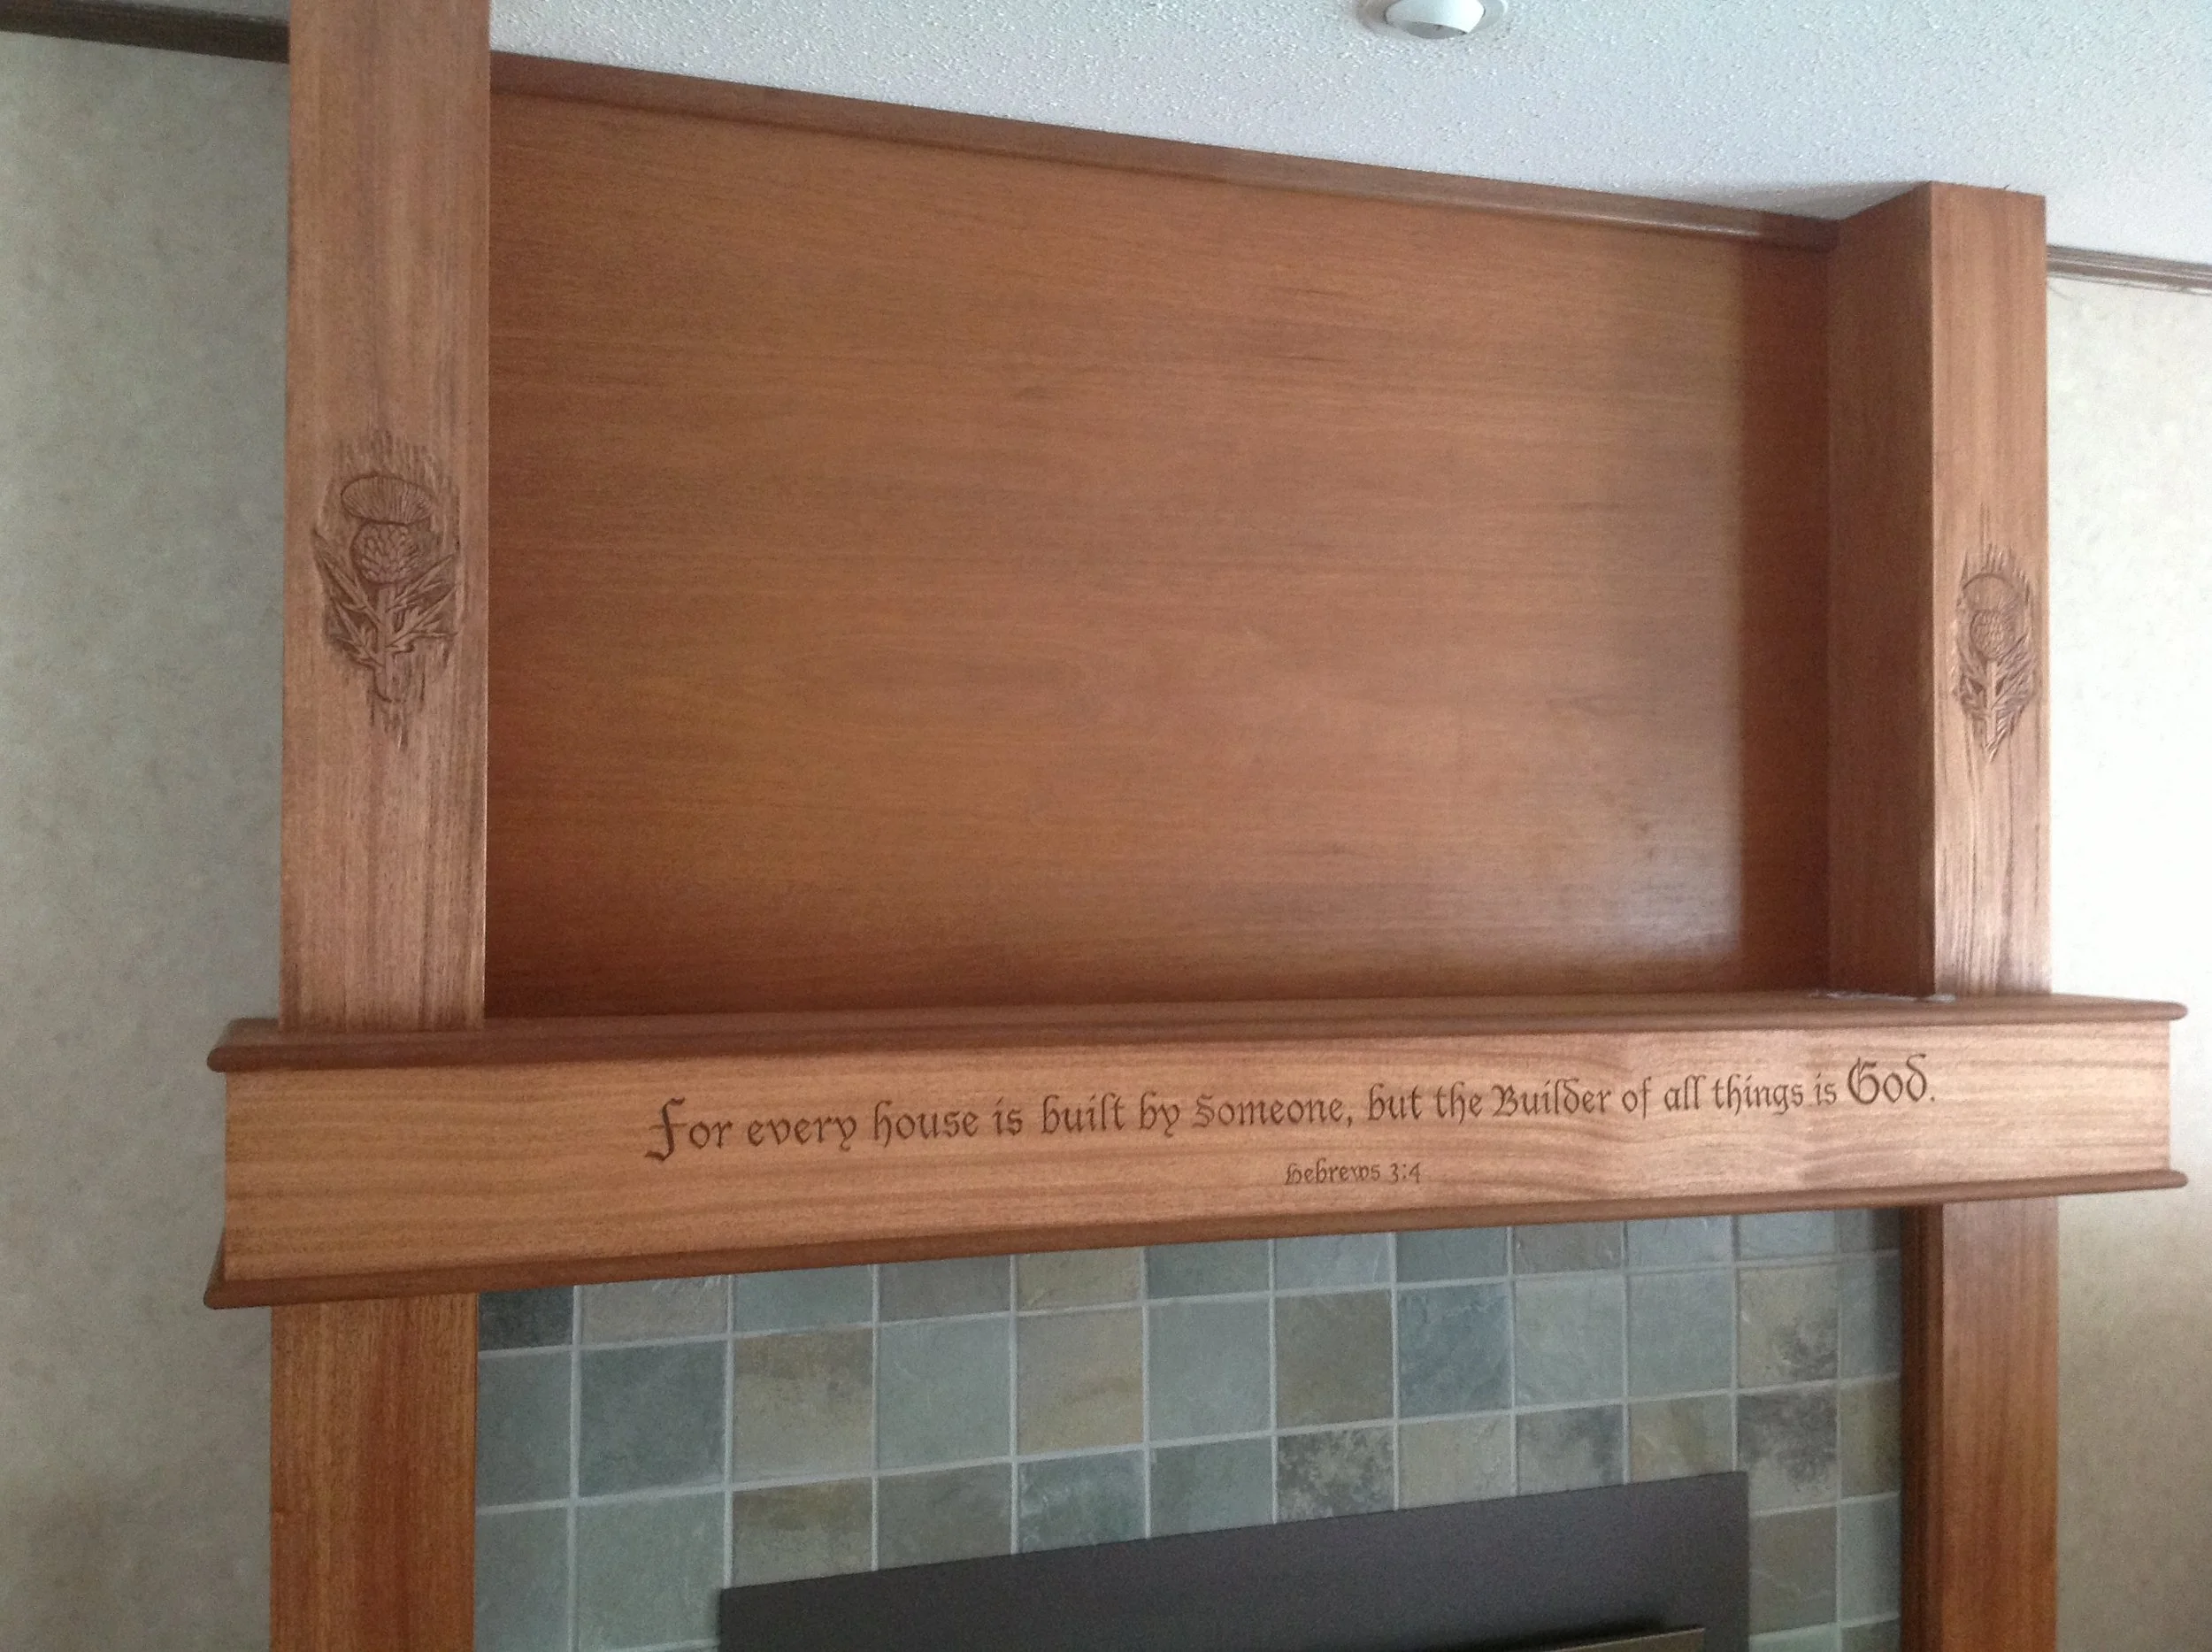 For every house is built by Someone, but the Builder of all things is God.
Hebrews 3:4